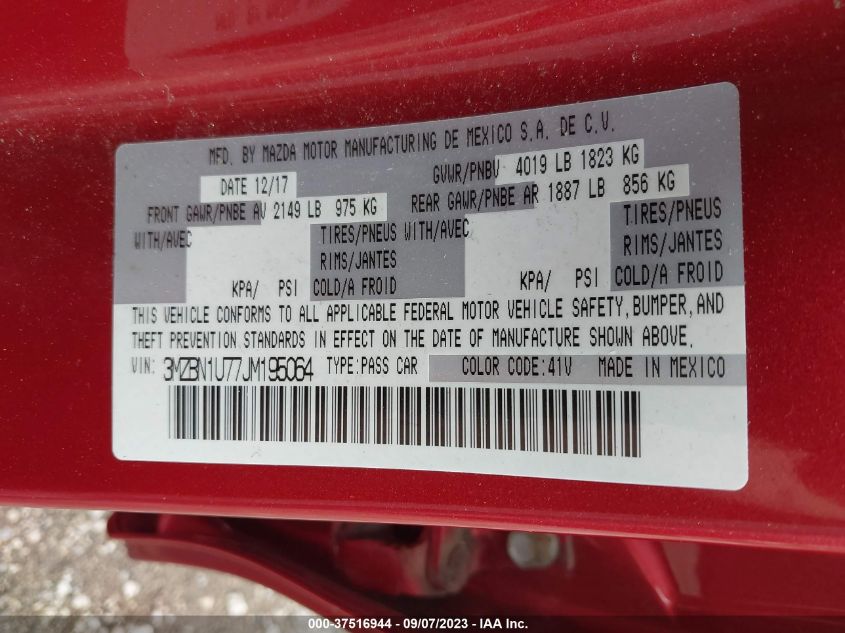 MFD. BY MAZDA MOTOR MANUFACTURING DE MEXICO S.A. DE C.V.
DATE 12/17 GVWR/PNBV 4019 LB 1823 KG
FRONT GAWR/PNBE AV 2149 LB 975 KG REAR GAWR/PNBE AR 1887 LB 856 KG
WITH/AVEC TIRES/PNEUS WITH/AVEC TIRES/PNEUS
RIMS/JANTES RIMS/JANTES
KPA/ PSI COLD/A FROID KPA/ PSI COLD/A FROID
THIS VEHICLE CONFORMS TO ALL APPLICABLE FEDERAL MOTOR VEHICLE SAFETY, BUMPER, AND
THEFT PREVENTION STANDARDS IN EFFECT ON THE DATE OF MANUFACTURE SHOWN ABOVE.
VIN: 3MZBN1U77JM195064 TYPE:PASS CAR COLOR CODE:41V MADE IN MEXICO
000-37516944 - 09/07/2023 - IAA Inc.